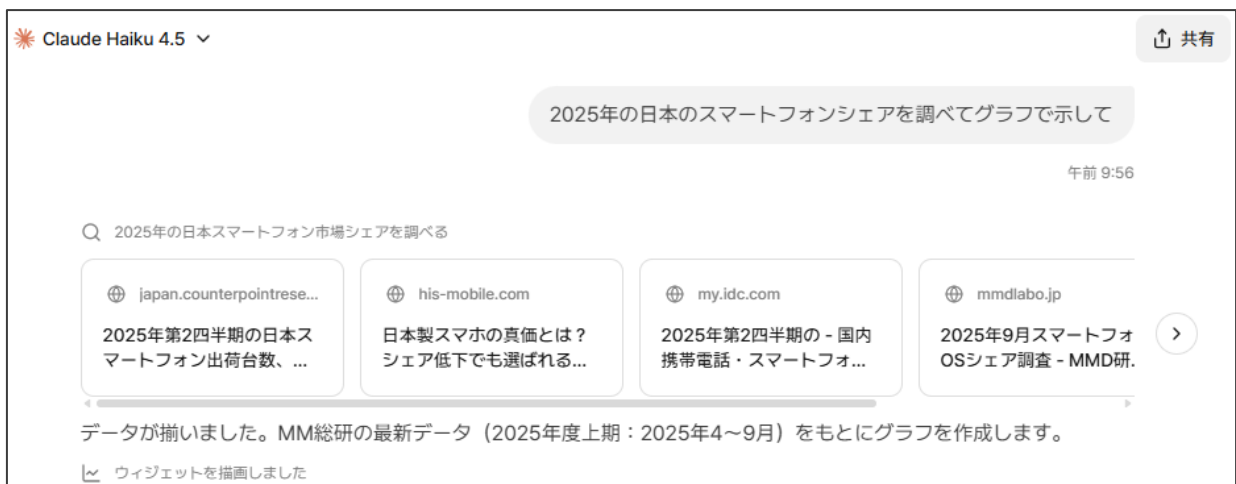 Claude Haiku 4.5
共有
2025年の日本のスマートフォンシェアを調べてグラフで示して
午前 9:56
2025年の日本スマートフォン市場シェアを調べる
japan.counterpointrese...
2025年第2四半期の日本ス
マートフォン出荷台数、...
his-mobile.com
日本製スマホの真価とは？
シェア低下でも選ばれる...
my.idc.com
2025年第2四半期の - 国内
携帯電話・スマートフォ...
mmdlabo.jp
2025年9月スマートフォ
OSシェア調査 - MMD研.
データが揃いました。MM総研の最新データ（2025年度上期：2025年4～9月）をもとにグラフを作成します。
ウィジェットを描画しました